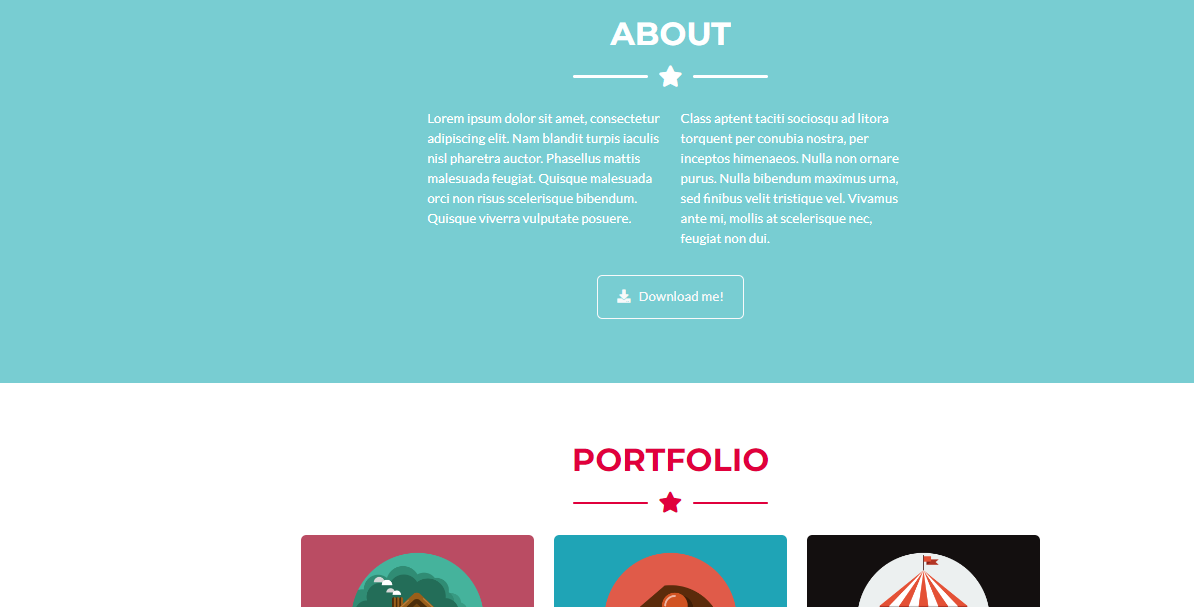 ABOUT
Lorem ipsum dolor sit amet, consectetur
adipiscing elit. Nam blandit turpis iaculis
nisl pharetra auctor. Phasellus mattis
malesuada feugiat. Quisque malesuada
orci non risus scelerisque bibendum.
Quisque viverra vulputate posuere.
Class aptent taciti sociosqu ad litora
torquent per conubia nostra, per
inceptos himenaeos. Nulla non ornare
purus. Nulla bibendum maximus urna,
sed finibus velit tristique vel. Vivamus
ante mi, mollis at scelerisque nec,
feugiat non dui.
Download me!
PORTFOLIO